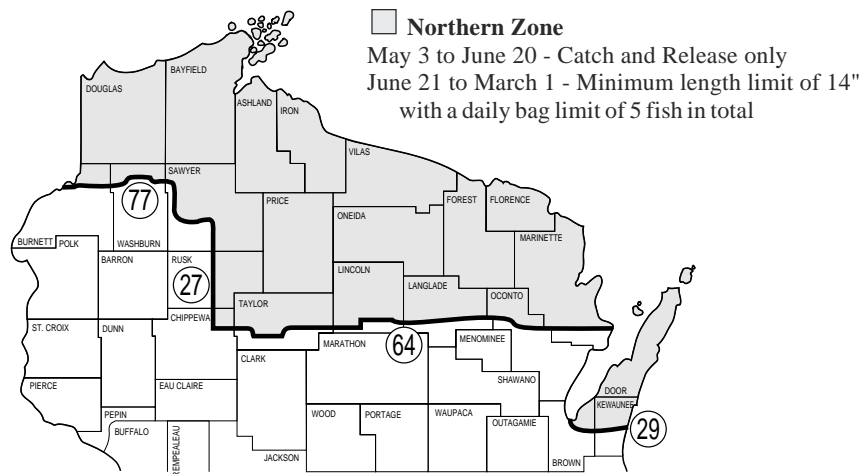 Northern Zone
May 3 to June 20 - Catch and Release only
June 21 to March 1 - Minimum length limit of 14"
with a daily bag limit of 5 fish in total
BAYFIELD
DOUGLAS
ASHLAND
IRON
VILAS
SAWYER
77
PRICE
FOREST
FLORENCE
ONEIDA
MARINETTE
BURNETT
POLK
WASHBURN
BARRON
RUSK
27
LINCOLN
LANGLADE
OCONTO
TAYLOR
CHIPPEWA
ST. CROIX
DUNN
64
MARATHON
MENOMINEE
CLARK
SHAWANO
PIERCE
EAU CLAIRE
DOOR
KEWAUNEE
29
PEPIN
WOOD
PORTAGE
WAUPACA
OUTAGAMIE
BUFFALO
REMPEALEAU
JACKSON
BROWN